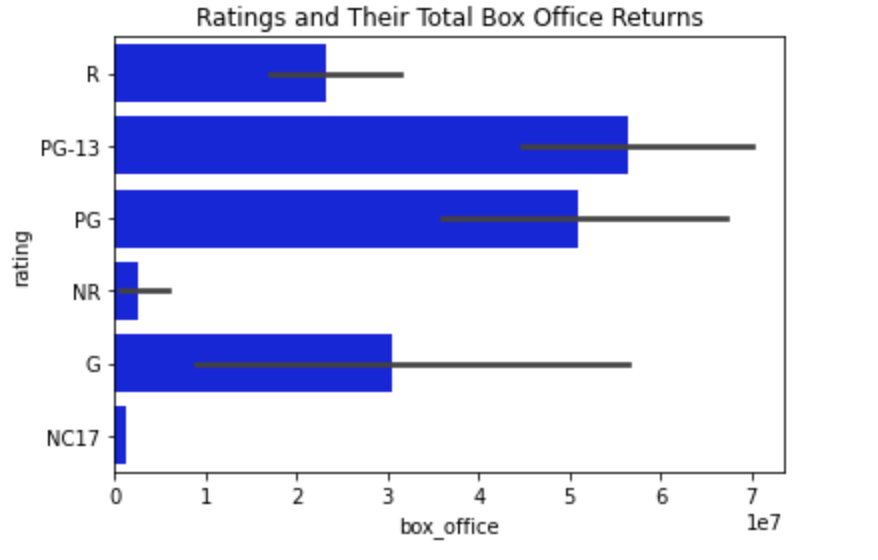 Ratings and Their Total Box Office Returns
R
PG-13
PG
NR
G
NC17
rating
0 1 2 3 4 5 6 7
1e7
box_office